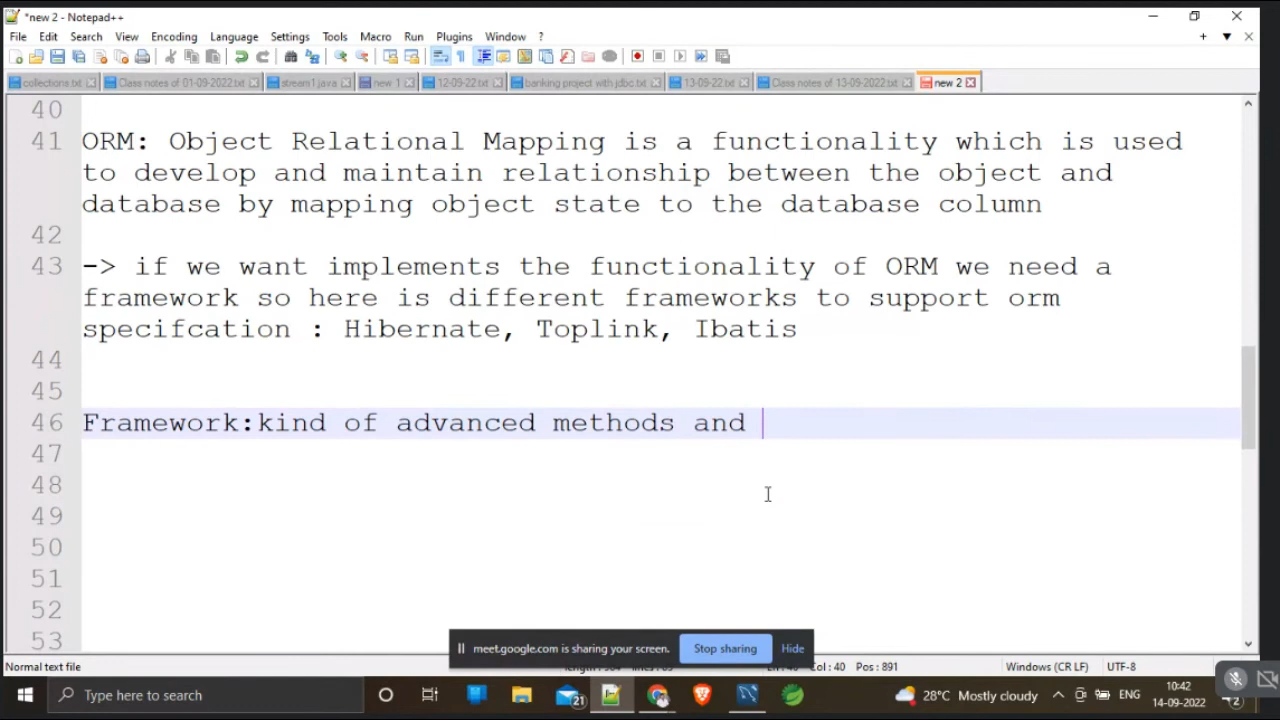 *new 2 - Notepad++
File Edit Search View Encoding Language Settings Tools Macro Run Plugins Window ?
collections.txt Class notes of 01-09-2022.txt stream1.java new 1 12-09-22.txt banking project with jdbc.txt 13-09-22.txt Class notes of 13-09-2022.txt new 2
40
41 ORM: Object Relational Mapping is a functionality which is used
to develop and maintain relationship between the object and
database by mapping object state to the database column
42
43 -> if we want implements the functionality of ORM we need a
framework so here is different frameworks to support orm
specifcation : Hibernate, Toplink, Ibatis
44
45
46 Framework:kind of advanced methods and
47
48
49
50
51
52
53
meet.google.com is sharing your screen. Stop sharing Hide
Normal text file Col : 40 Pos : 891 Windows (CR LF) UTF-8
Type here to search 21 28°C Mostly cloudy ENG 10:42
14-09-2022 2